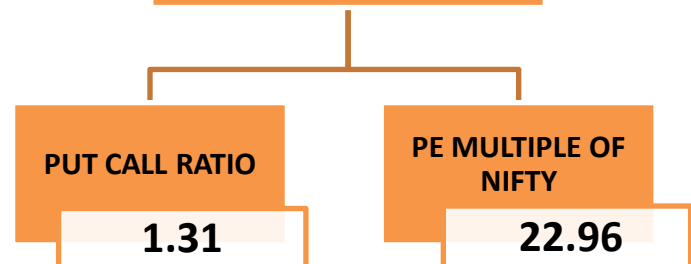 PUT CALL RATIO
1.31
PE MULTIPLE OF
NIFTY
22.96